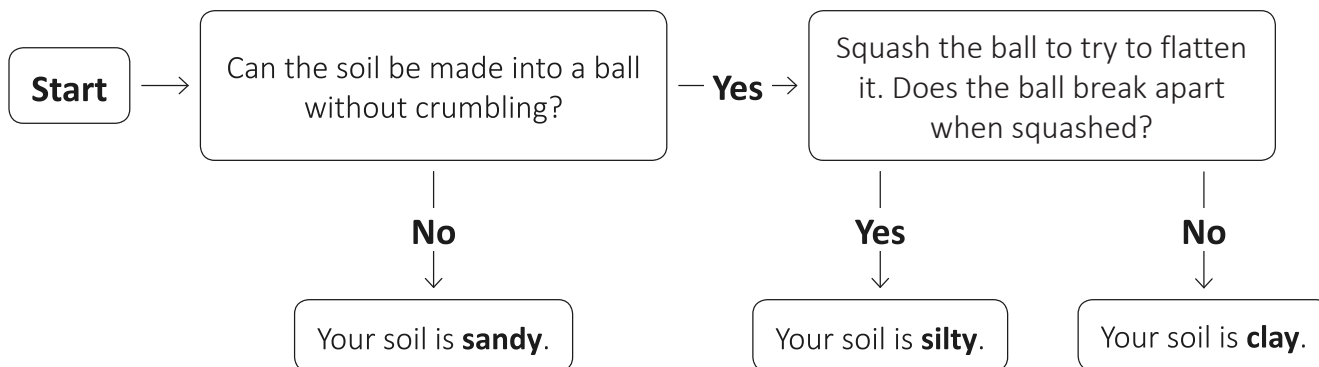 Start
Can the soil be made into a ball
without crumbling?
Yes
Squash the ball to try to flatten
it. Does the ball break apart
when squashed?
No
Yes
No
Your soil is sandy.
Your soil is silty.
Your soil is clay.